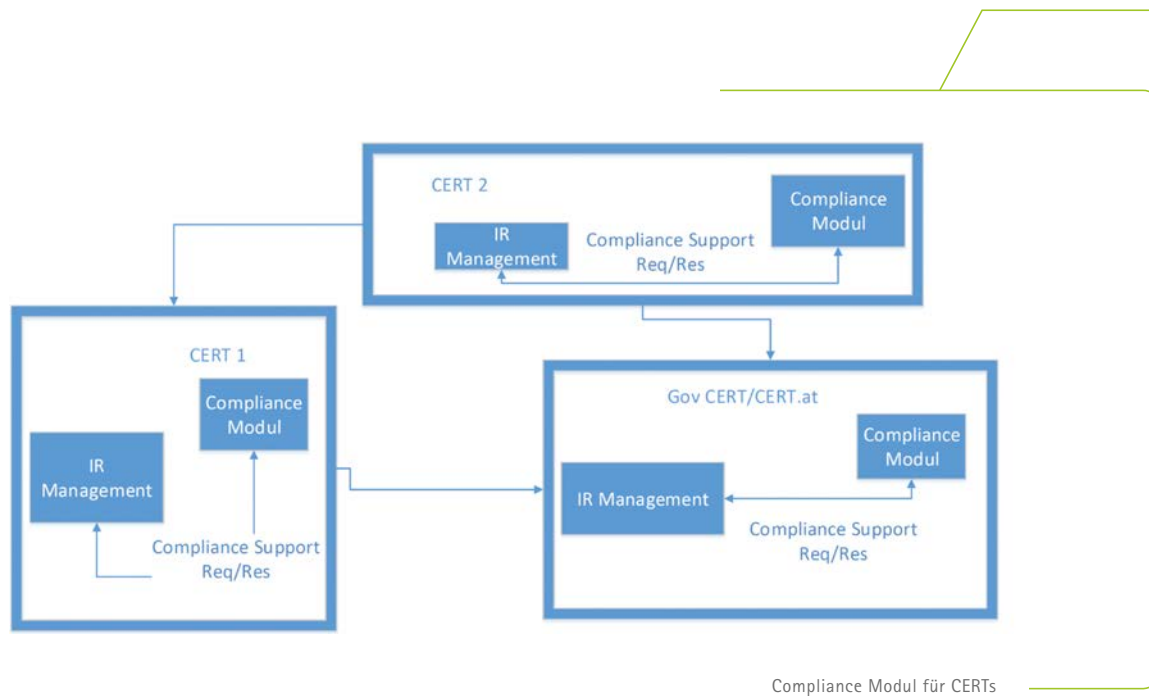 CERT 2
Compliance
Modul
IR
Management
Compliance Support
Req/Res
CERT 1
Compliance
Modul
IR
Management
Compliance Support
Req/Res
Gov CERT/CERT.at
Compliance
Modul
IR Management
Compliance Support
Req/Res
Compliance Modul für CERTs